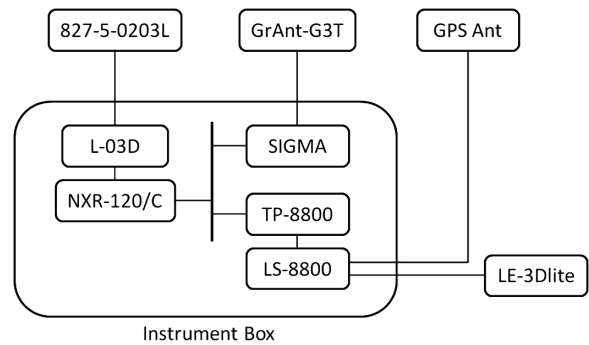 827-5-0203L
GrAnt-G3T
GPS Ant
L-03D
SIGMA
NXR-120/C
TP-8800
LS-8800
LE-3Dlite
Instrument Box